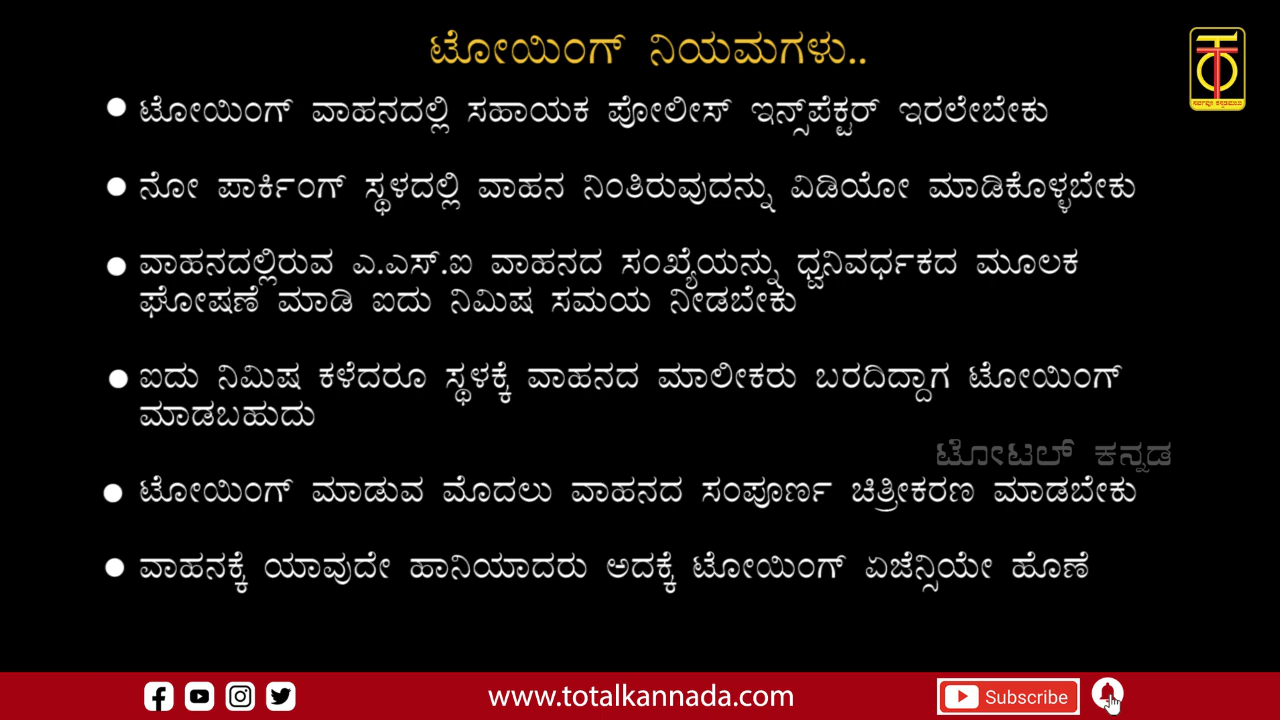 ಟೋಯಿಂಗ್ ನಿಯಮಗಳು..
ಟೋಯಿಂಗ್ ವಾಹನದಲ್ಲಿ ಸಹಾಯಕ ಪೋಲೀಸ್ ಇನ್ಸ್‌ಪೆಕ್ಟರ್ ಇರಲೇಬೇಕು
ನೋ ಪಾರ್ಕಿಂಗ್ ಸ್ಥಳದಲ್ಲಿ ವಾಹನ ನಿಂತಿರುವುದನ್ನು ವಿಡಿಯೋ ಮಾಡಿಕೊಳ್ಳಬೇಕು
ವಾಹನದಲ್ಲಿರುವ ಎ.ಎಸ್.ಐ ವಾಹನದ ಸಂಖ್ಯೆಯನ್ನು ಧ್ವನಿವರ್ಧಕದ ಮೂಲಕ
ಘೋಷಣೆ ಮಾಡಿ ಐದು ನಿಮಿಷ ಸಮಯ ನೀಡಬೇಕು
ಐದು ನಿಮಿಷ ಕಳೆದರೂ ಸ್ಥಳಕ್ಕೆ ವಾಹನದ ಮಾಲೀಕರು ಬರದಿದ್ದಾಗ ಟೋಯಿಂಗ್
ಮಾಡಬಹುದು
ಟೋಟಲ್ ಕನ್ನಡ
ಟೋಯಿಂಗ್ ಮಾಡುವ ಮೊದಲು ವಾಹನದ ಸಂಪೂರ್ಣ ಚಿತ್ರೀಕರಣ ಮಾಡಬೇಕು
ವಾಹನಕ್ಕೆ ಯಾವುದೇ ಹಾನಿಯಾದರು ಅದಕ್ಕೆ ಟೋಯಿಂಗ್ ಏಜೆನ್ಸಿಯೇ ಹೊಣೆ
www.totalkannada.com
Subscribe